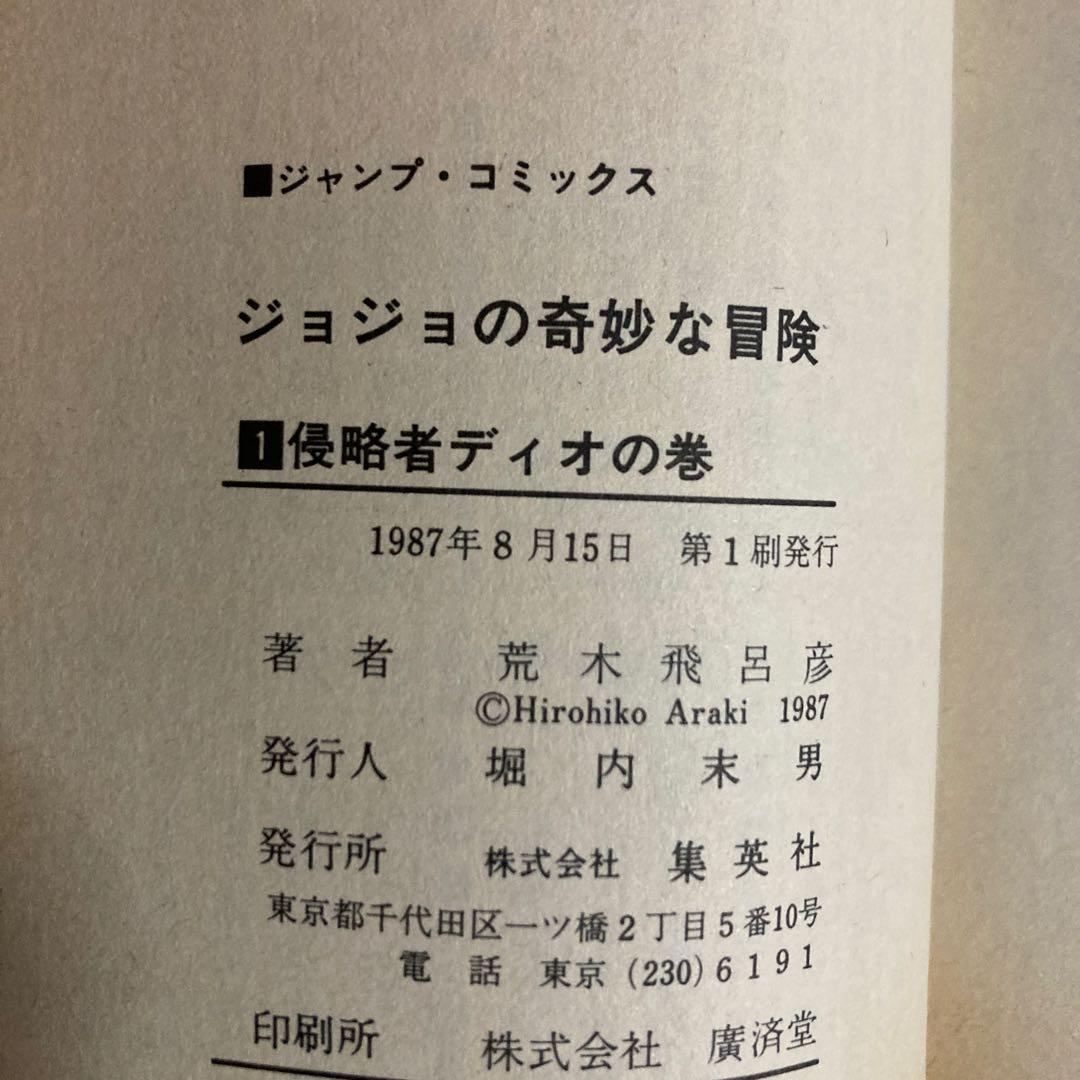 ■ジャンプ・コミックス
ジョジョの奇妙な冒険
1侵略者ディオの巻
1987年8月15日 第1刷発行
著者 荒木飛呂彦
©Hirohiko Araki 1987
発行人 堀内末男
発行所 株式会社 集英社
東京都千代田区一ツ橋2丁目5番10号
電話 東京(230)6191
印刷所 株式会社 廣済堂